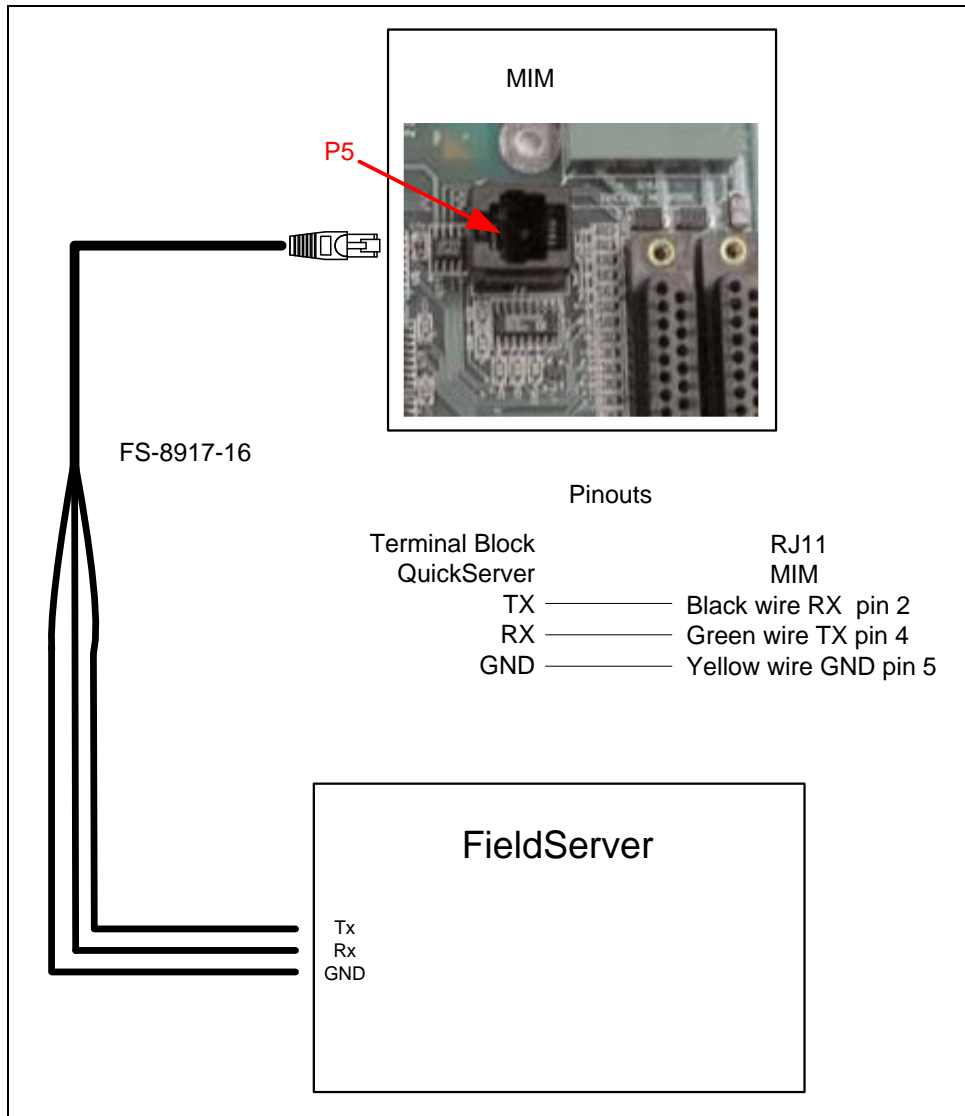 MIM
P5
FS-8917-16
Pinouts
Terminal Block RJ11
QuickServer MIM
TX Black wire RX pin 2
RX Green wire TX pin 4
GND Yellow wire GND pin 5
FieldServer
Tx
Rx
GND